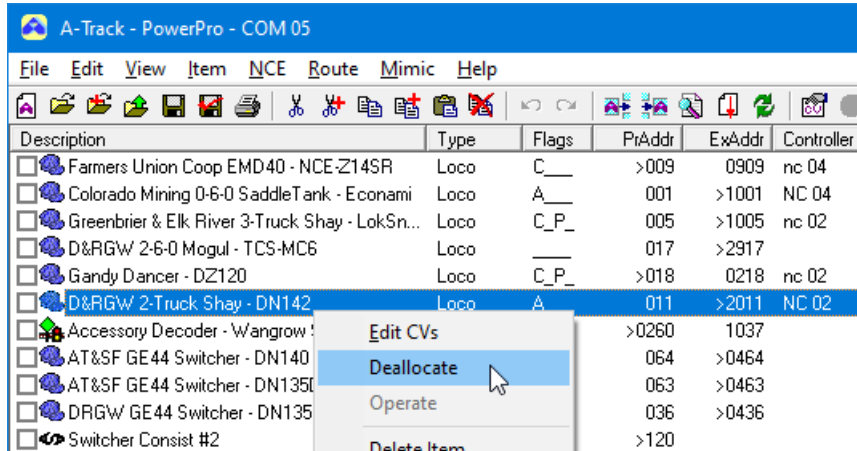 A-Track - PowerPro - COM 05
File Edit View Item NCE Route Mimic Help
Description Type Flags PrAddr ExAddr Controller
Farmers Union Coop EMD40 - NCE-Z14SR Loco C___ >009 0909 nc 04
Colorado Mining 0-6-0 SaddleTank - Econami Loco A___ 001 >1001 NC 04
Greenbrier & Elk River 3-Truck Shay - LokSn... Loco C_P_ 005 >1005 nc 02
D&RGW 2-6-0 Mogul - TCS-MC6 Loco ____ 017 >2917
Gandy Dancer - DZ120 Loco C_P_ >018 0218 nc 02
D&RGW 2-Truck Shay - DN142 Loco A 011 >2011 NC 02
Accessory Decoder - Wangrow >0260 1037
AT&SF GE44 Switcher - DN140 064 >0464
AT&SF GE44 Switcher - DN135 063 >0463
DRGW GE44 Switcher - DN135 036 >0436
Switcher Consist #2 >120
Edit CVs
Deallocate
Operate
Delete Item